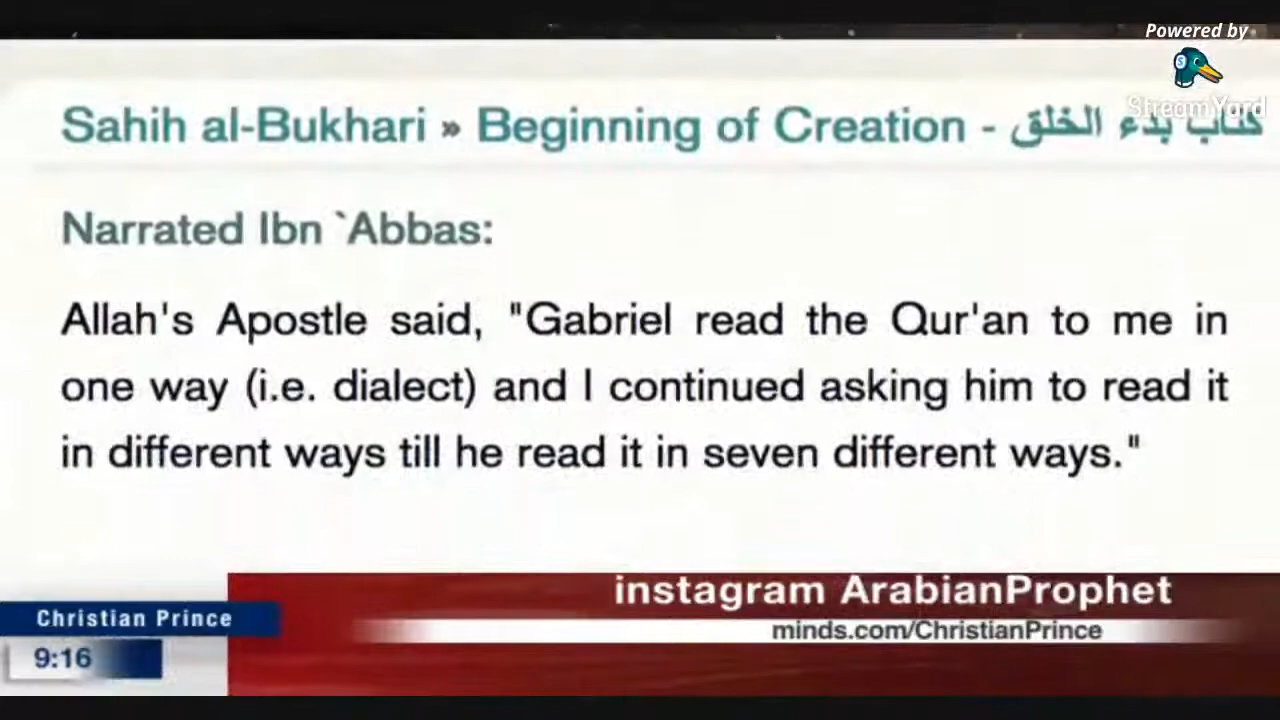 Powered by
StreamYard
Sahih al-Bukhari » Beginning of Creation - كتاب بدء الخلق
Narrated Ibn `Abbas:
Allah's Apostle said, "Gabriel read the Qur'an to me in
one way (i.e. dialect) and I continued asking him to read it
in different ways till he read it in seven different ways."
instagram ArabianProphet
Christian Prince
minds.com/ChristianPrince
9:16